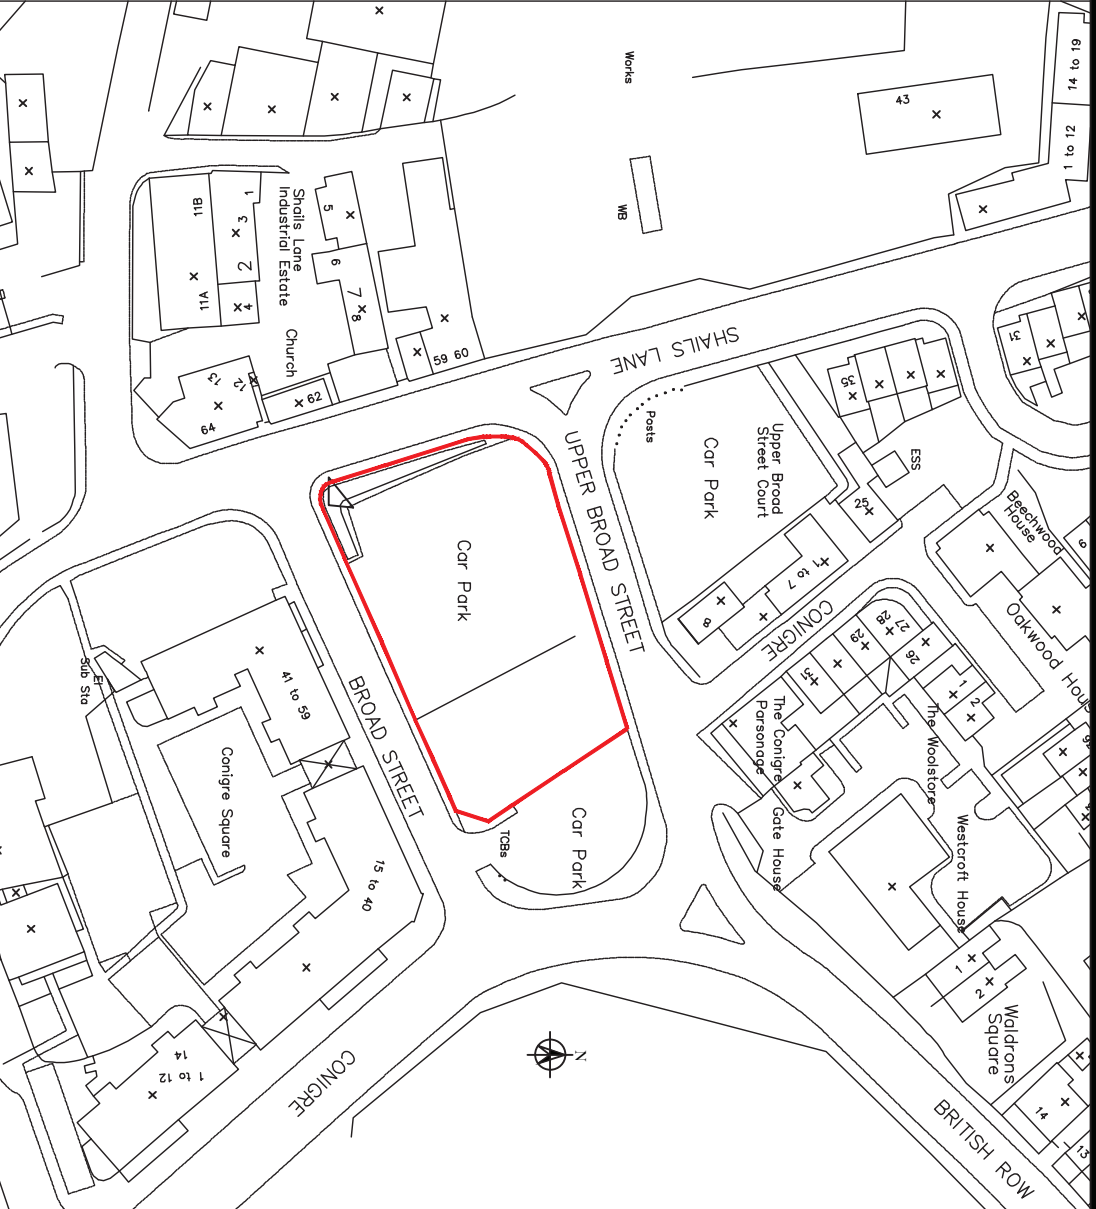 14 to 19
1 to 12
43
Works
WB
11B
11A
1
3
2
4
Shails Lane
Industrial Estate
5
6
7
8
59 60
Church
62
13
12
64
SHAILS LANE
31
35
Posts
Car Park
Upper Broad
Street Court
ESS
25
Beechwood
House
9
1 to 7
8
UPPER BROAD STREET
Car Park
CONIGRE
27
28
29
26
31
1
2
Oakwood Hous
The Conigre
Parsonage
The Woolstore
Gate House
Westcroft House
El
Sub Sta
41 to 59
BROAD STREET
Conigre Square
Car Park
TCBs
15 to 40
1
2
Waldrons
Square
N
CONIGRE
14
1 to 12
BRITISH ROW
14
13